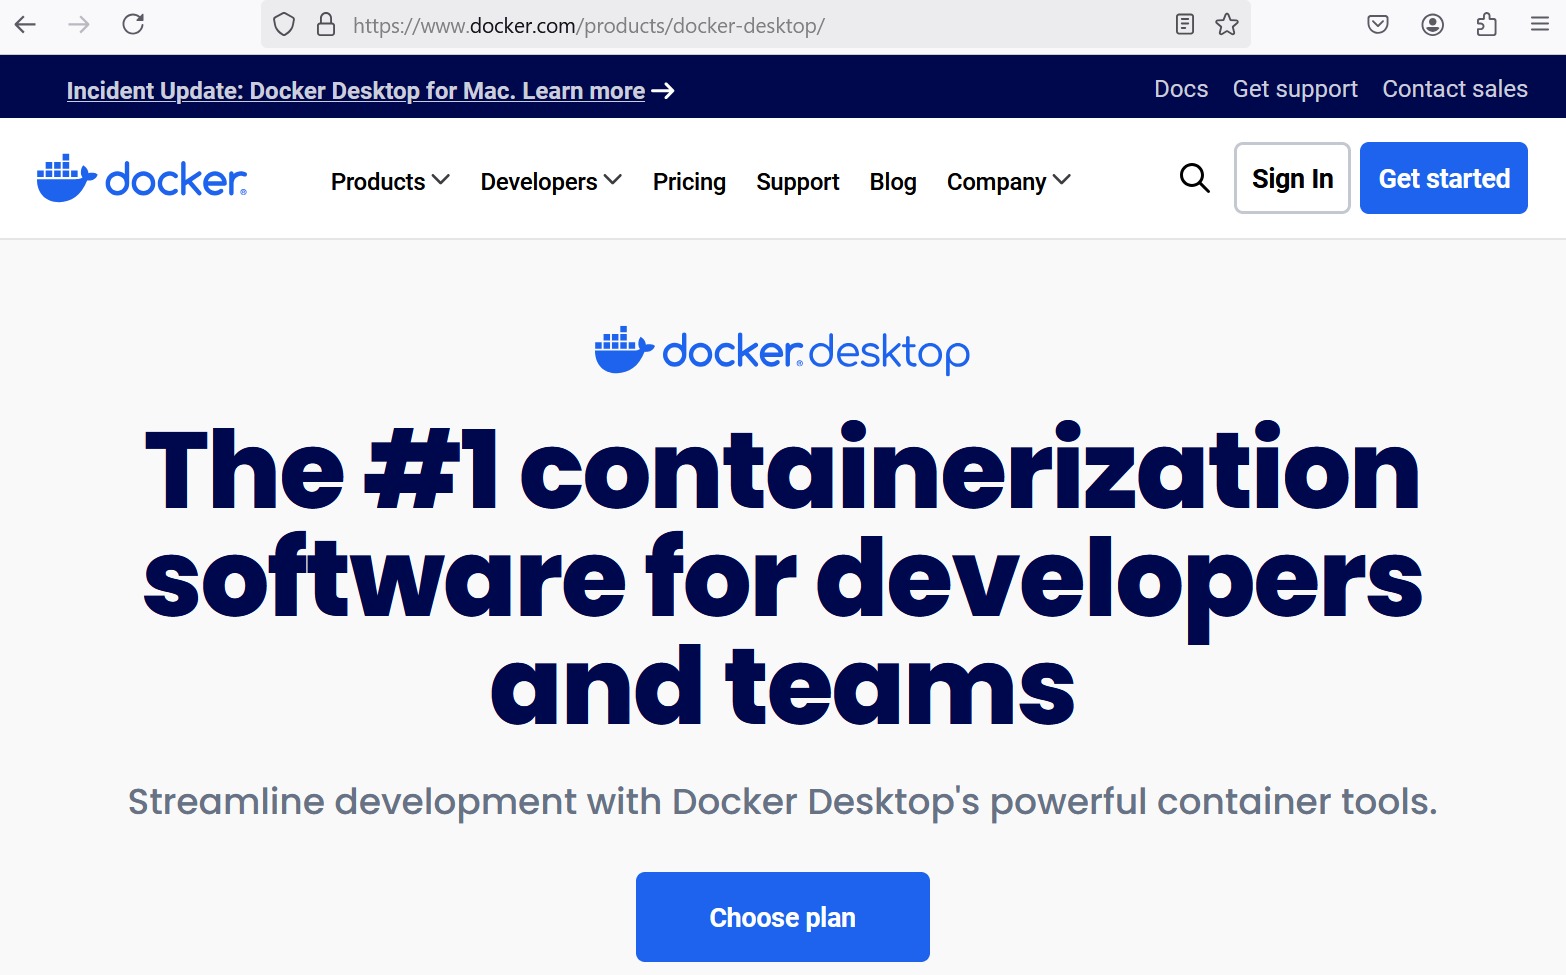 https://www.docker.com/products/docker-desktop/
Incident Update: Docker Desktop for Mac. Learn more
Docs Get support Contact sales
docker®
Products Developers Pricing Support Blog Company
Sign In Get started
docker® desktop
The #1 containerization
software for developers
and teams
Streamline development with Docker Desktop's powerful container tools.
Choose plan